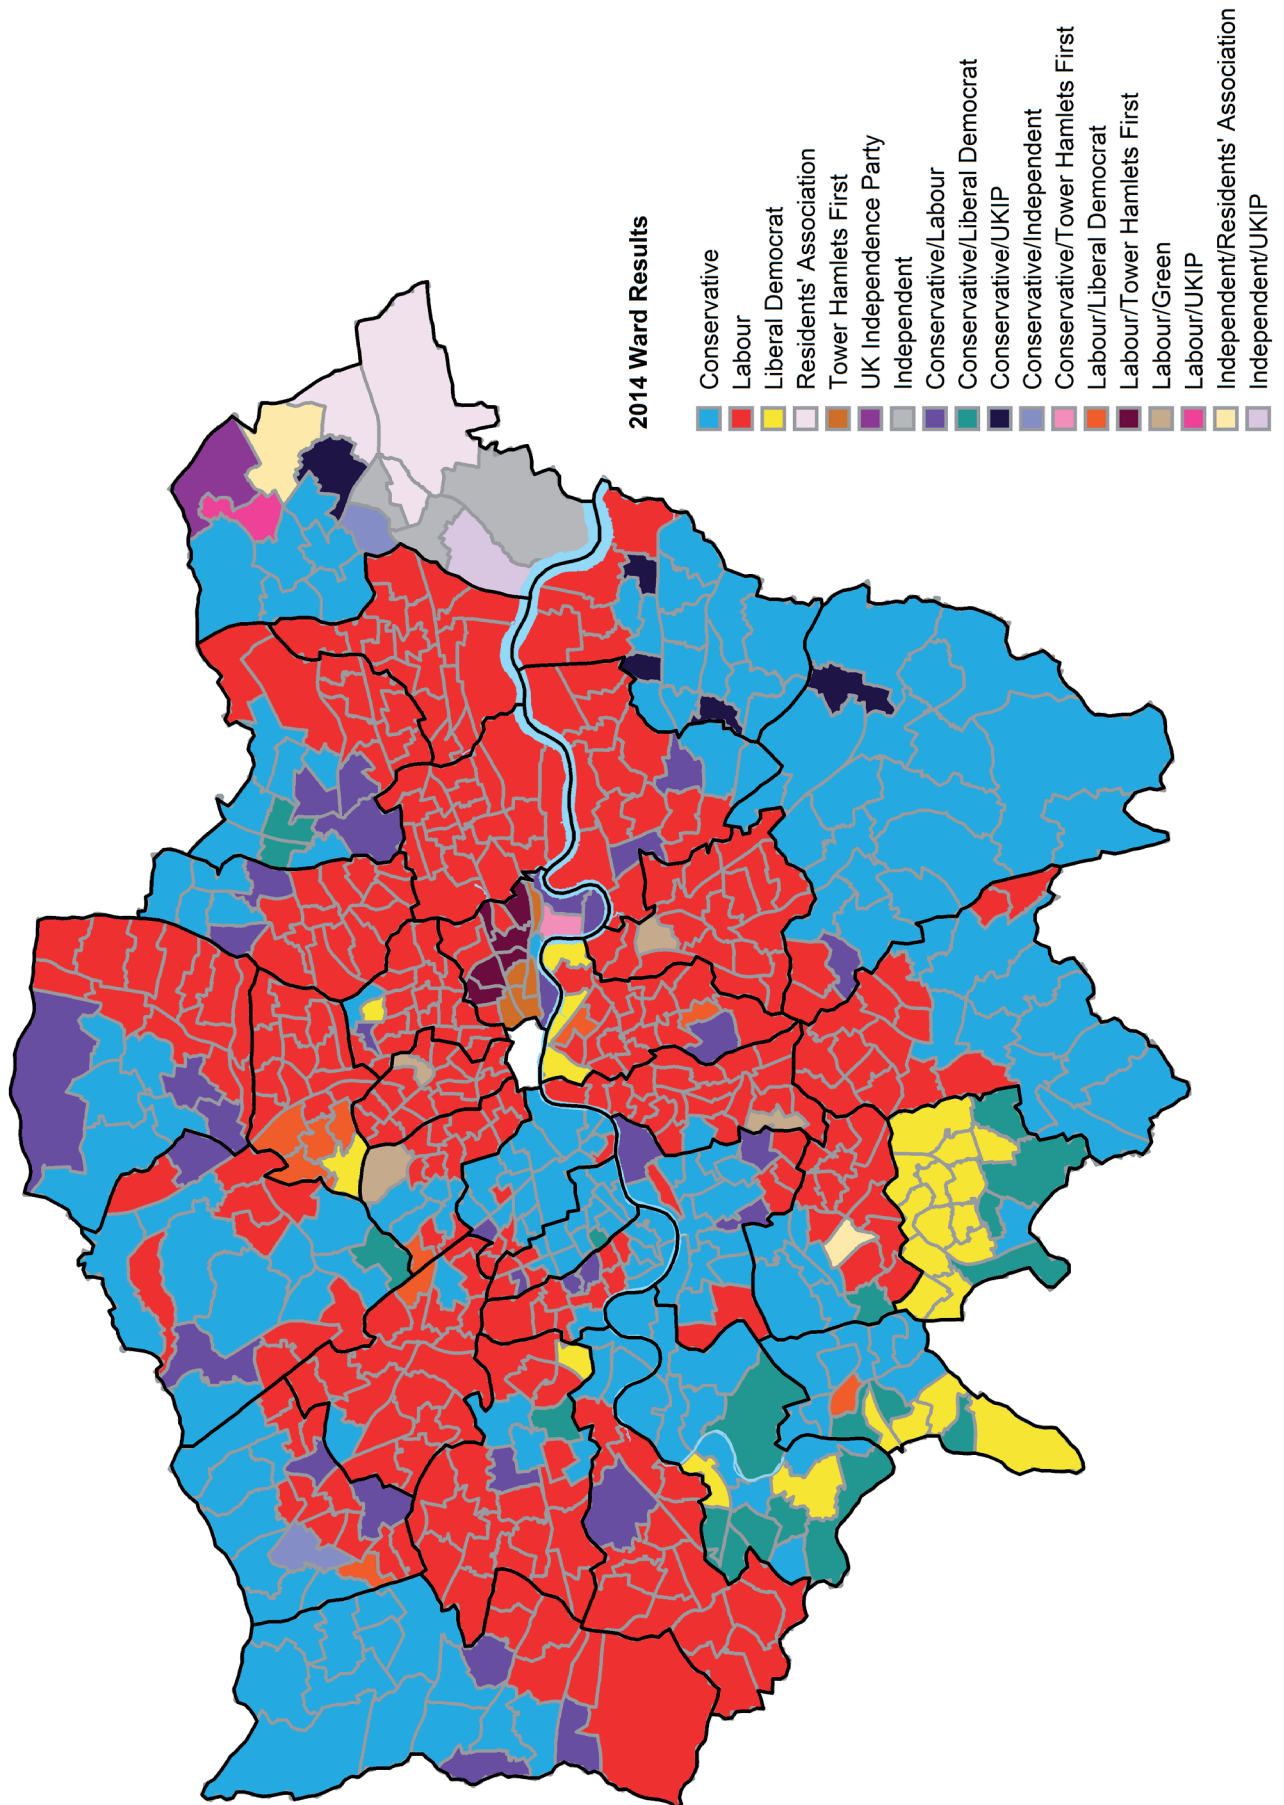 2014 Ward Results
Conservative
Labour
Liberal Democrat
Residents' Association
Tower Hamlets First
UK Independence Party
Independent
Conservative/Labour
Conservative/Liberal Democrat
Conservative/UKIP
Conservative/Independent
Conservative/Tower Hamlets First
Labour/Liberal Democrat
Labour/Tower Hamlets First
Labour/Green
Labour/UKIP
Independent/Residents' Association
Independent/UKIP